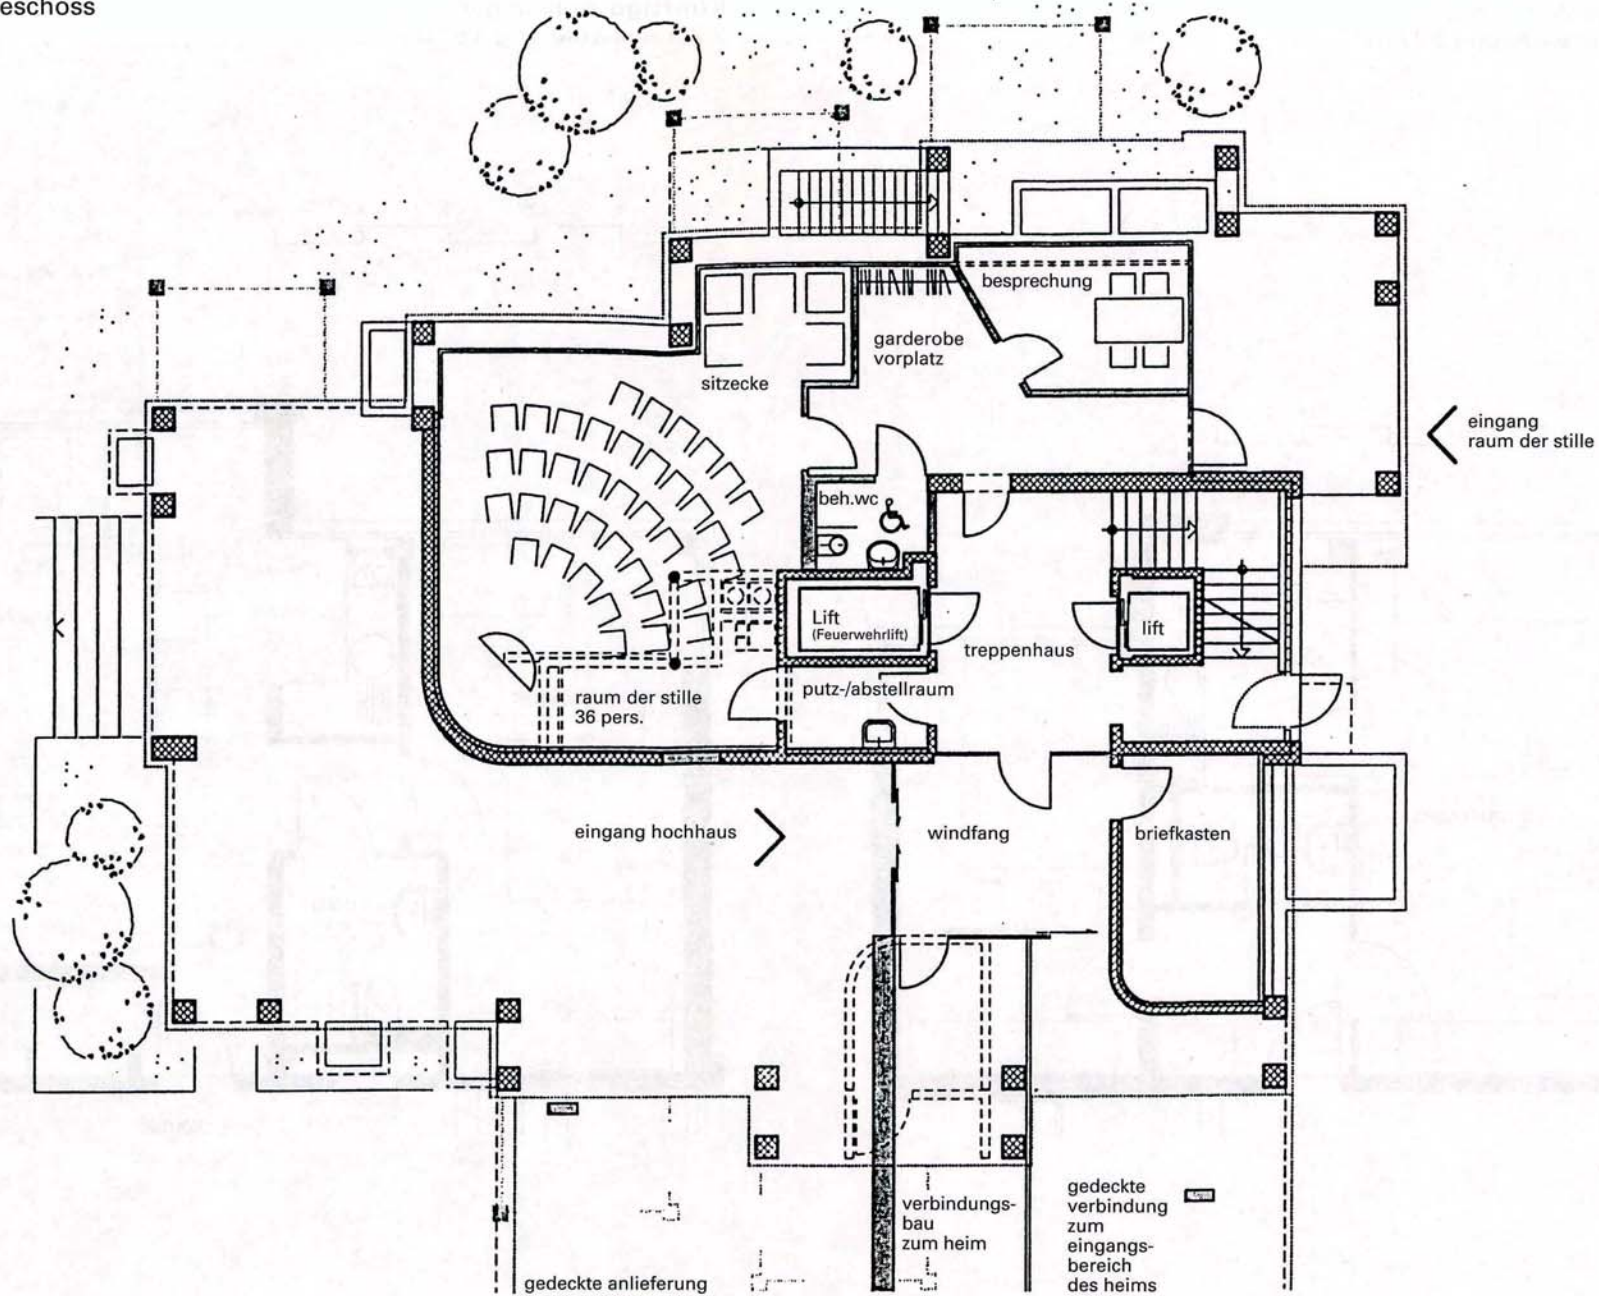 eschoss
besprechung
garderobe
vorplatz
sitzecke
eingang
raum der stille
beh.wc
Lift
(Feuerwehrlift)
lift
treppenhaus
putz-/abstellraum
raum der stille
36 pers.
eingang hochhaus
windfang
briefkasten
verbindungs-
bau
zum heim
gedeckte
verbindung
zum
eingangs-
bereich
des heims
gedeckte anlieferung